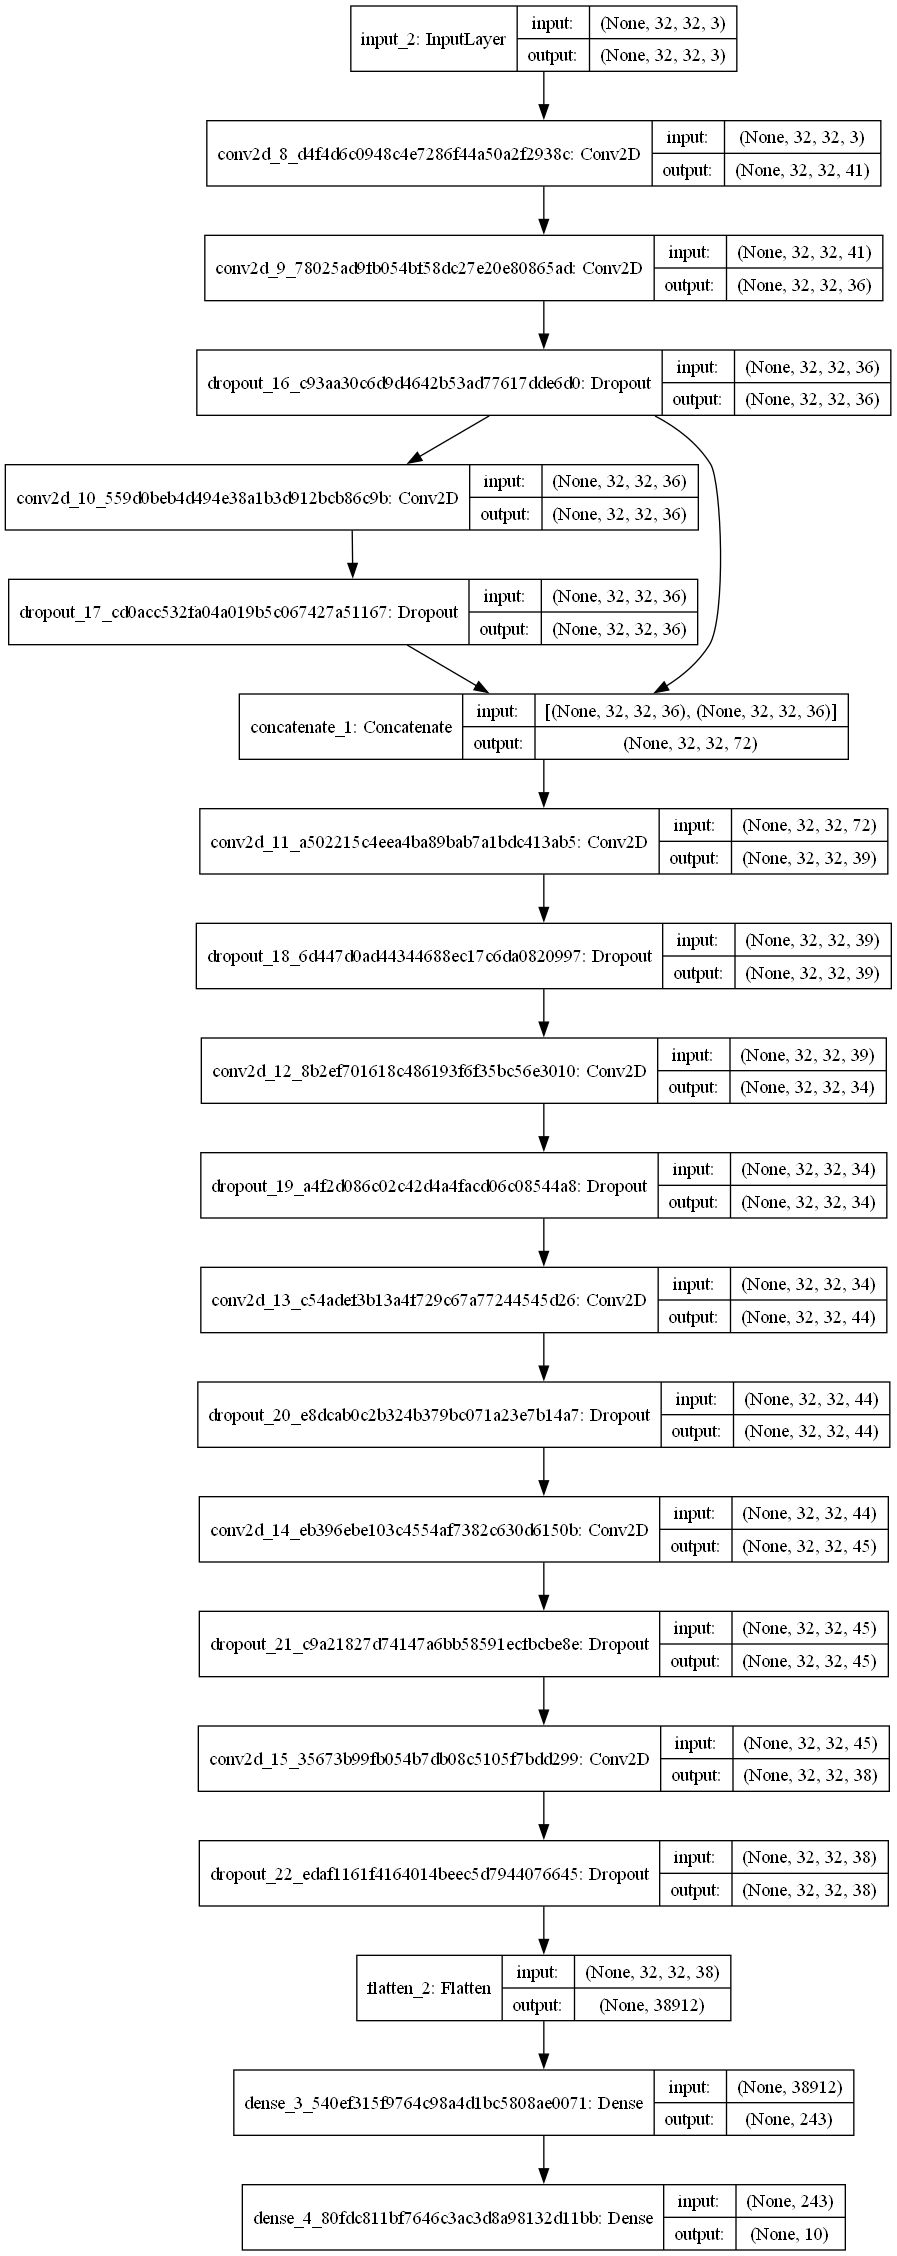 input_2: InputLayer
input: (None, 32, 32, 3)
output: (None, 32, 32, 3)
conv2d_8_d4f4d6c0948c4e7286f44a50a2f2938c: Conv2D
input: (None, 32, 32, 3)
output: (None, 32, 32, 41)
conv2d_9_78025ad9fb054bf58dc27e20e80865ad: Conv2D
input: (None, 32, 32, 41)
output: (None, 32, 32, 36)
dropout_16_c93aa30c6d9d4642b53ad77617dde6d0: Dropout
input: (None, 32, 32, 36)
output: (None, 32, 32, 36)
conv2d_10_559d0beb4d494e38a1b3d912bcb86c9b: Conv2D
input: (None, 32, 32, 36)
output: (None, 32, 32, 36)
dropout_17_cd0acc532fa04a019b5c067427a51167: Dropout
input: (None, 32, 32, 36)
output: (None, 32, 32, 36)
concatenate_1: Concatenate
input: [(None, 32, 32, 36), (None, 32, 32, 36)]
output: (None, 32, 32, 72)
conv2d_11_a502215c4eea4ba89bab7a1bdc413ab5: Conv2D
input: (None, 32, 32, 72)
output: (None, 32, 32, 39)
dropout_18_6d447d0ad44344688ec17c6da0820997: Dropout
input: (None, 32, 32, 39)
output: (None, 32, 32, 39)
conv2d_12_8b2ef701618c486193f6f35bc56e3010: Conv2D
input: (None, 32, 32, 39)
output: (None, 32, 32, 34)
dropout_19_a4f2d086c02c42d4a4facd06c08544a8: Dropout
input: (None, 32, 32, 34)
output: (None, 32, 32, 34)
conv2d_13_c54adef3b13a4f729c67a77244545d26: Conv2D
input: (None, 32, 32, 34)
output: (None, 32, 32, 44)
dropout_20_e8dcab0c2b324b379bc071a23e7b14a7: Dropout
input: (None, 32, 32, 44)
output: (None, 32, 32, 44)
conv2d_14_eb396ebe103c4554af7382c630d6150b: Conv2D
input: (None, 32, 32, 44)
output: (None, 32, 32, 45)
dropout_21_c9a21827d74147a6bb58591ecfbcbe8e: Dropout
input: (None, 32, 32, 45)
output: (None, 32, 32, 45)
conv2d_15_35673b99fb054b7db08c5105f7bdd299: Conv2D
input: (None, 32, 32, 45)
output: (None, 32, 32, 38)
dropout_22_edaf1161f4164014beec5d7944076645: Dropout
input: (None, 32, 32, 38)
output: (None, 32, 32, 38)
flatten_2: Flatten
input: (None, 32, 32, 38)
output: (None, 38912)
dense_3_540ef315f9764c98a4d1bc5808ae0071: Dense
input: (None, 38912)
output: (None, 243)
dense_4_80fdc811bf7646c3ac3d8a98132d11bb: Dense
input: (None, 243)
output: (None, 10)